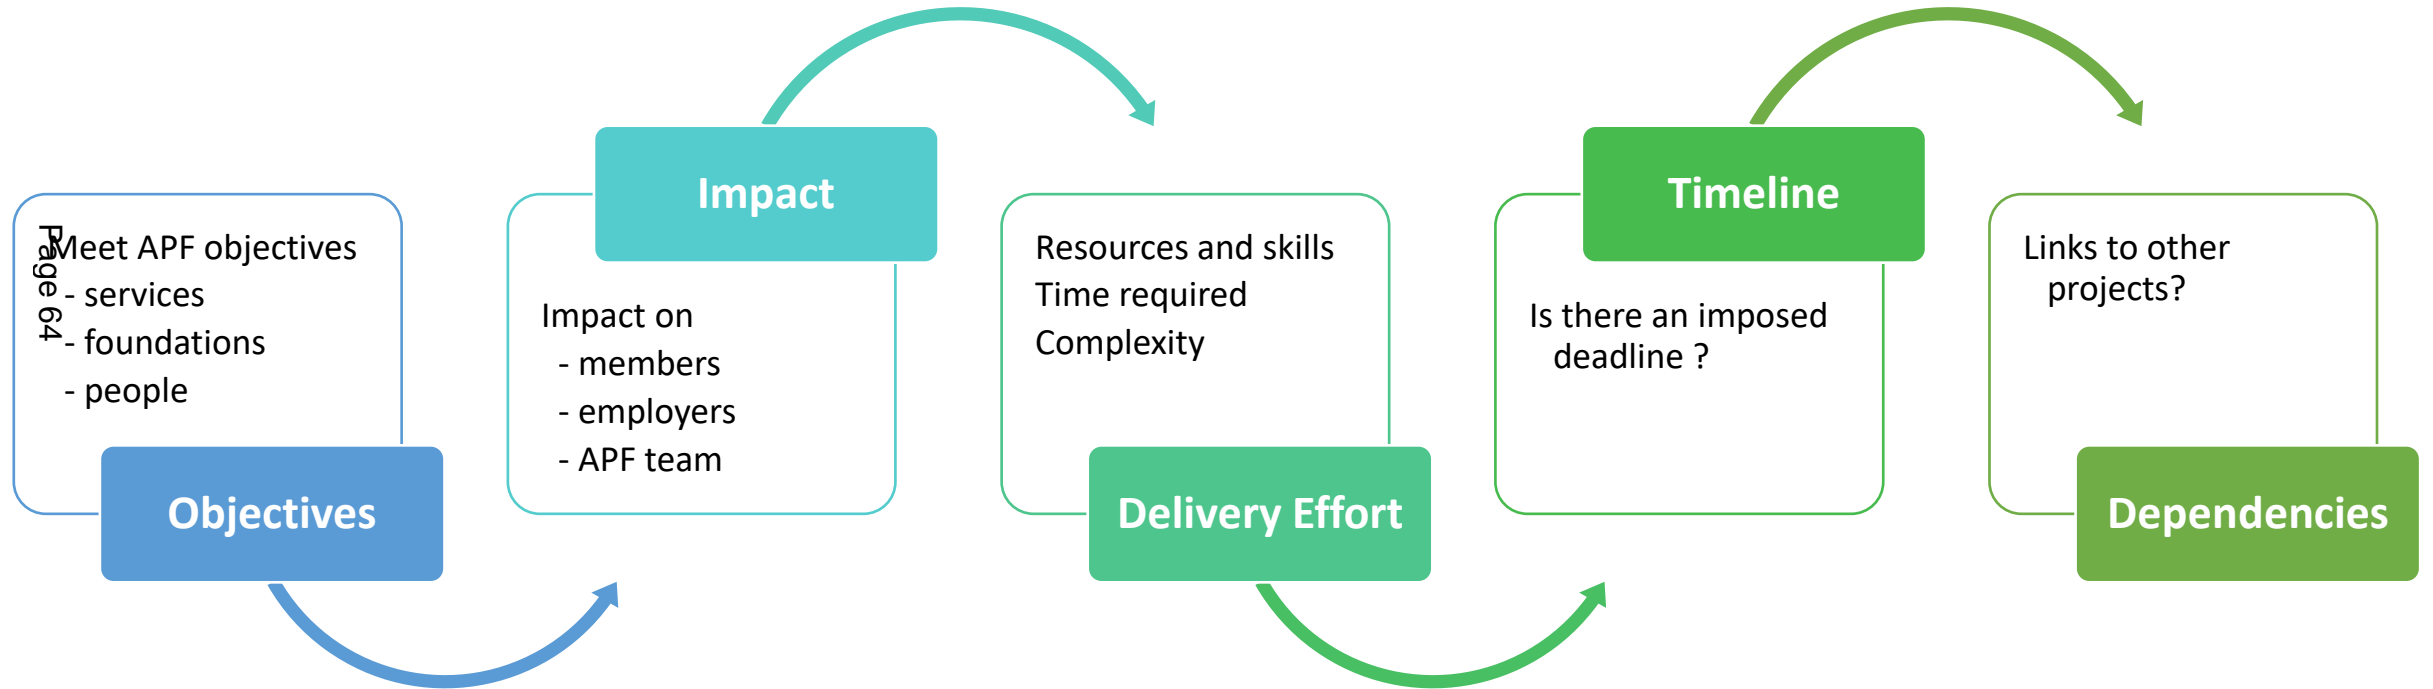 Page 64
Meet APF objectives
- services
- foundations
- people
Objectives
Impact
Impact on
- members
- employers
- APF team
Resources and skills
Time required
Complexity
Delivery Effort
Timeline
Is there an imposed
deadline ?
Links to other
projects?
Dependencies